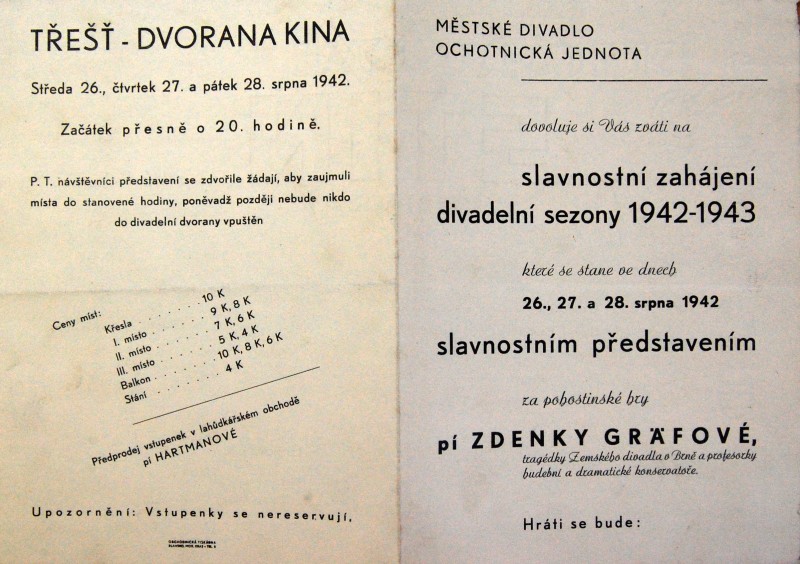 TŘEŠŤ - DVORANA KINA
Středa 26., čtvrtek 27. a pátek 28. srpna 1942.
Začátek přesně o 20. hodině.
P. T. návštěvníci představení se zdvořile žádají, aby zaujmuli
místa do stanovené hodiny, poněvadž později nebude nikdo
do divadelní dvorany vpuštěn
Ceny míst:
Křesla . . . . . . . 10 K
I. místo . . . . . . 9 K, 8 K
II. místo . . . . . . 7 K, 6 K
III. místo . . . . . . 5 K, 4 K
Balkon . . . . . . 10 K, 8 K, 6 K
Stání . . . . . . . 4 K
Předprodej vstupenek v lahůdkářském obchodě
pí HARTMANOVÉ
Upozornění: Vstupenky se nereservují,
MĚSTSKÉ DIVADLO
OCHOTNICKÁ JEDNOTA
dovoluje si Vás zváti na
slavnostní zahájení
divadelní sezony 1942-1943
které se stane ve dnech
26., 27. a 28. srpna 1942
slavnostním představením
za pohostinské hry
pí ZDENKY GRÄFOVÉ,
tragédky Zemského divadla v Brně a profesorky
hudební a dramatické konservatoře.
Hráti se bude: